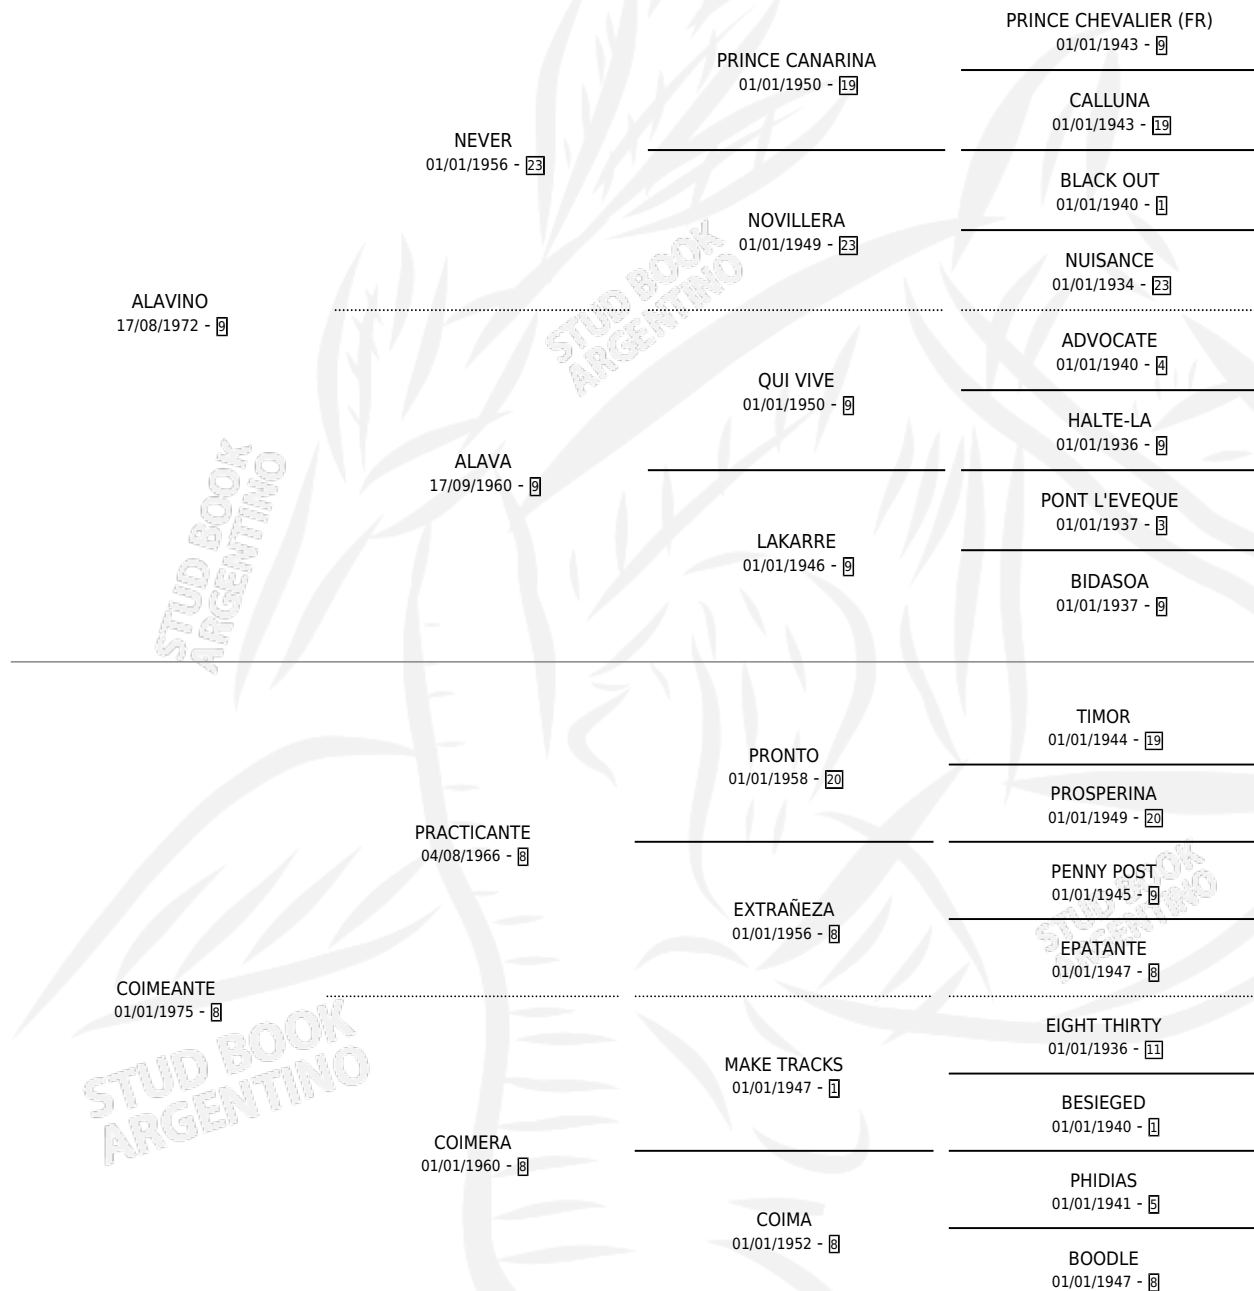 PRINCE CHEVALIER (FR)
01/01/1943 - 9
PRINCE CANARINA
01/01/1950 - 19
CALLUNA
01/01/1943 - 19
NEVER
01/01/1956 - 23
BLACK OUT
01/01/1940 - 1
NOVILLERA
01/01/1949 - 23
NUISANCE
01/01/1934 - 23
ALAVINO
17/08/1972 - 9
ADVOCATE
01/01/1940 - 4
QUI VIVE
01/01/1950 - 9
HALTE-LA
01/01/1936 - 9
ALAVA
17/09/1960 - 9
PONT L'EVEQUE
01/01/1937 - 3
LAKARRE
01/01/1946 - 9
BIDASOA
01/01/1937 - 9
TIMOR
01/01/1944 - 19
PRONTO
01/01/1958 - 20
PROSPERINA
01/01/1949 - 20
PRACTICANTE
04/08/1966 - 8
PENNY POST
01/01/1945 - 9
EXTRAÑEZA
01/01/1956 - 8
EPATANTE
01/01/1947 - 8
COIMEANTE
01/01/1975 - 8
EIGHT THIRTY
01/01/1936 - 11
MAKE TRACKS
01/01/1947 - 1
BESIEGED
01/01/1940 - 1
COIMERA
01/01/1960 - 8
PHIDIAS
01/01/1941 - 5
COIMA
01/01/1952 - 8
BOODLE
01/01/1947 - 8
STUD BOOK
ARGENTINO
STUD BOOK
ARGENTINO
STUD BOOK
ARGENTINO
STUD BOOK
ARGENTINO